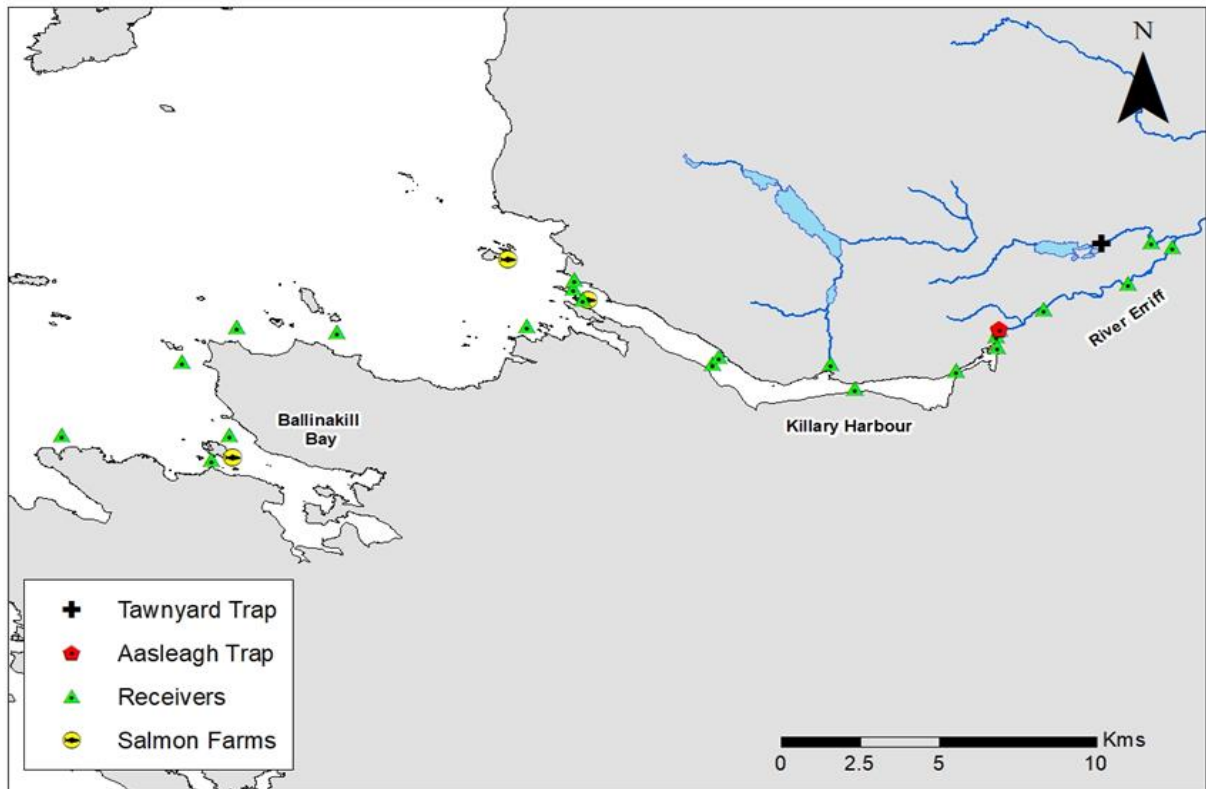 N
River Erriff
Ballinakill
Bay
Killary Harbour
Tawnyard Trap
Aasleagh Trap
Receivers
Salmon Farms
Kms
0 2.5 5 10